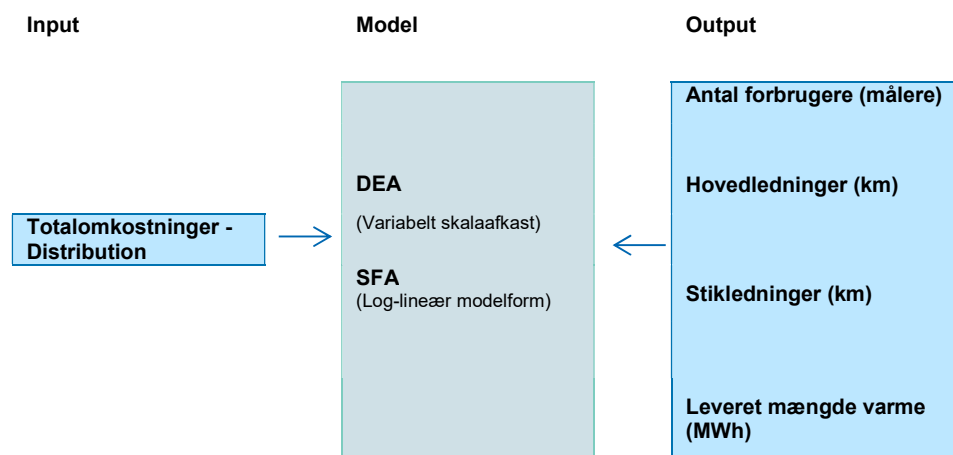 Input
Model
Output
Totalomkostninger -
Distribution
DEA
(Variabelt skalaafkast)
SFA
(Log-lineær modelform)
Antal forbrugere (målere)
Hovedledninger (km)
Stikledninger (km)
Leveret mængde varme
(MWh)